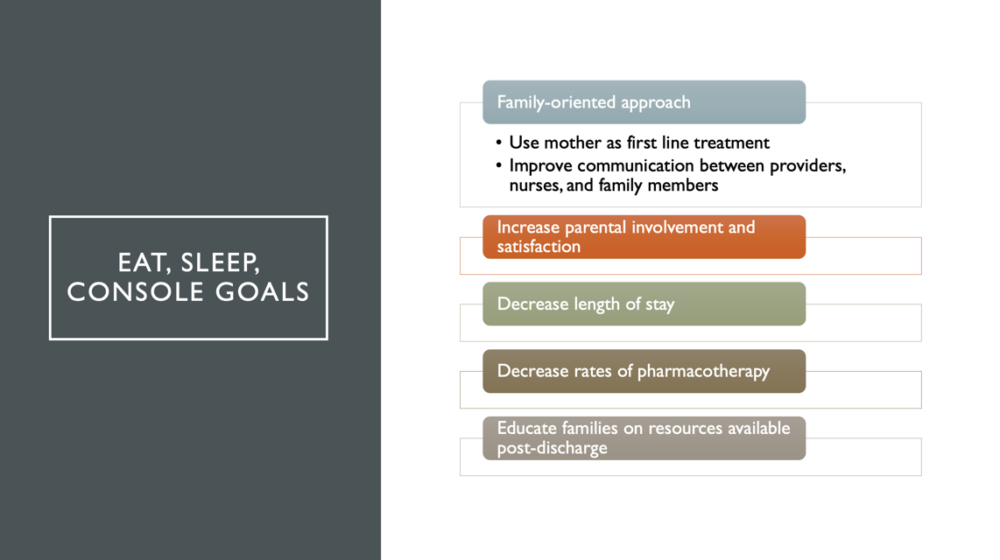 EAT, SLEEP,
CONSOLE GOALS
Family-oriented approach
• Use mother as first line treatment
• Improve communication between providers,
nurses, and family members
Increase parental involvement and
satisfaction
Decrease length of stay
Decrease rates of pharmacotherapy
Educate families on resources available
post-discharge